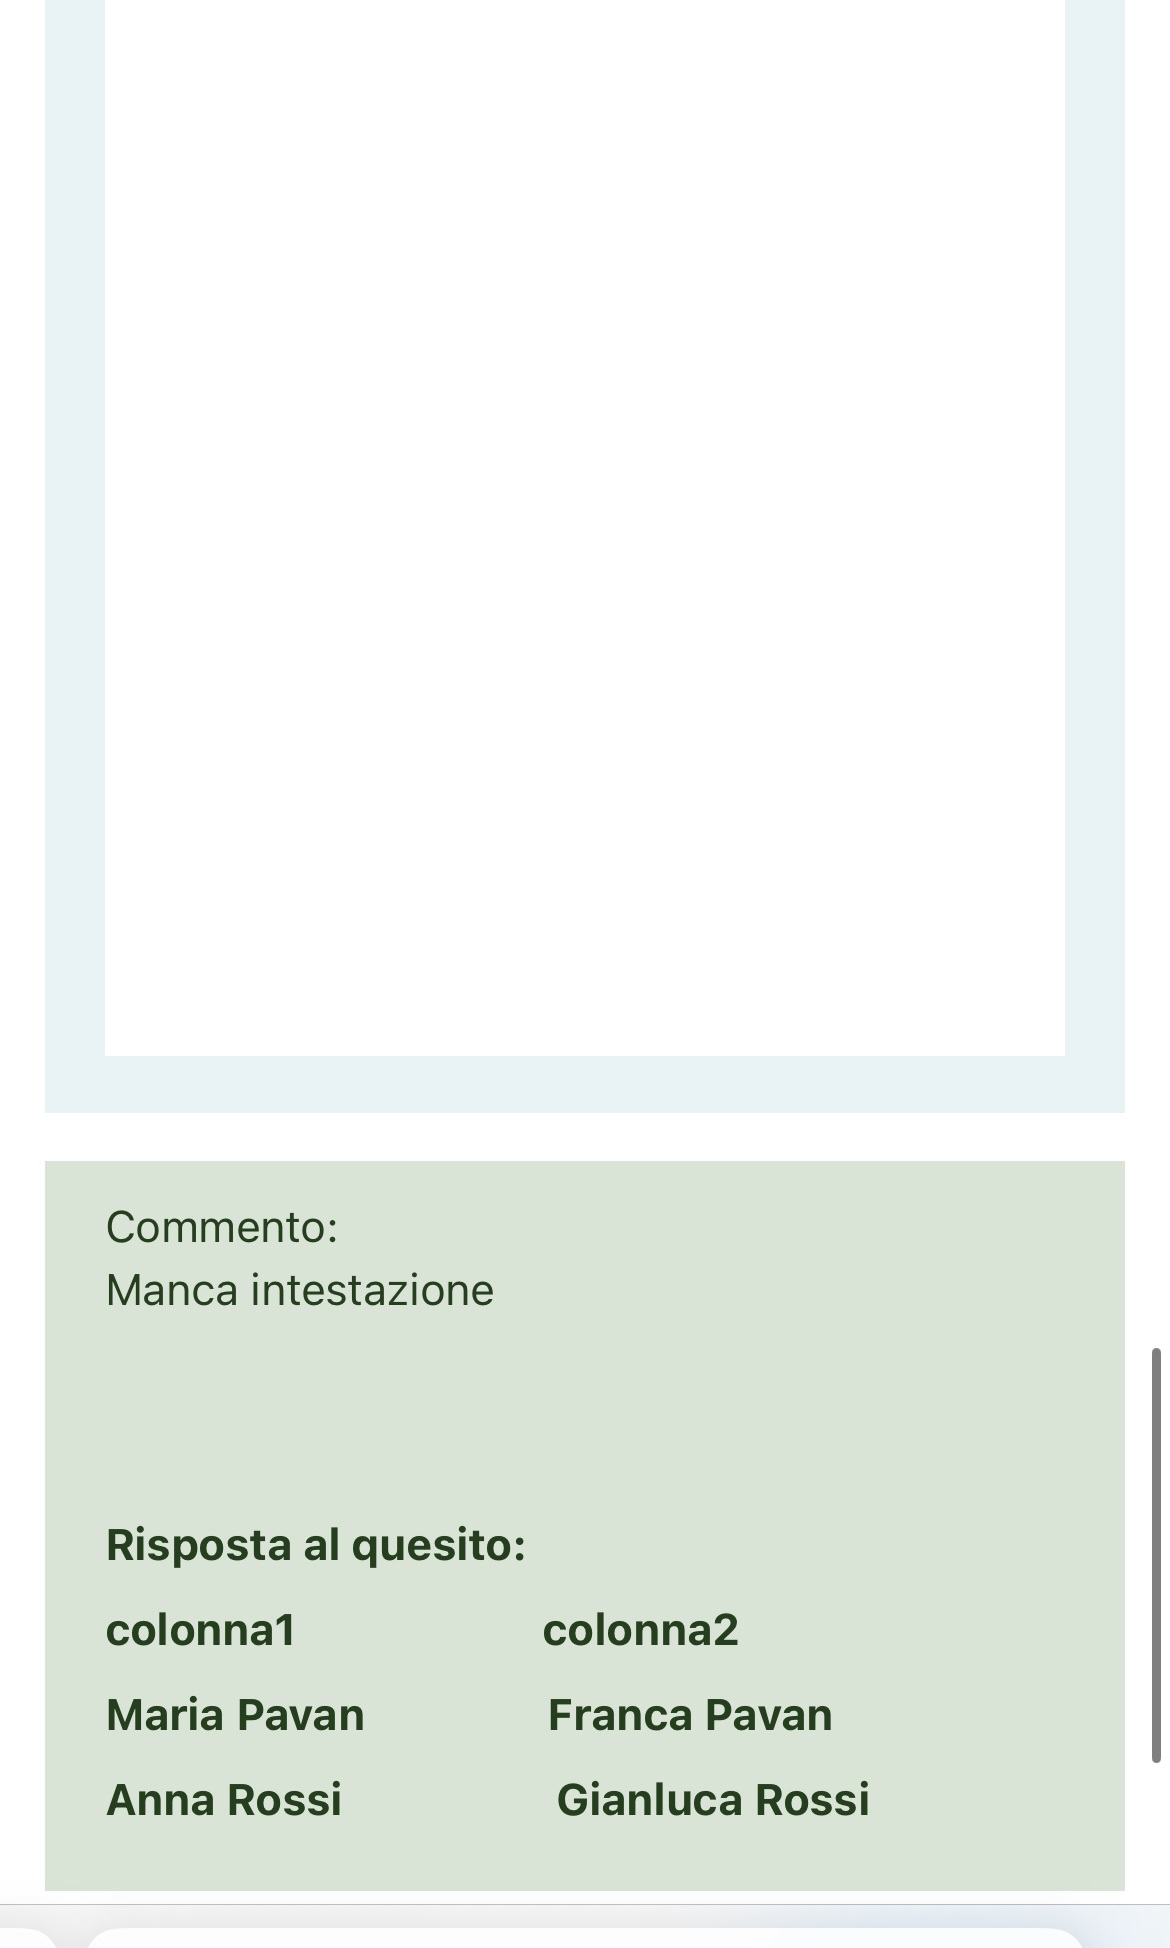 Commento:
Manca intestazione
Risposta al quesito:
colonna1 colonna2
Maria Pavan Franca Pavan
Anna Rossi Gianluca Rossi